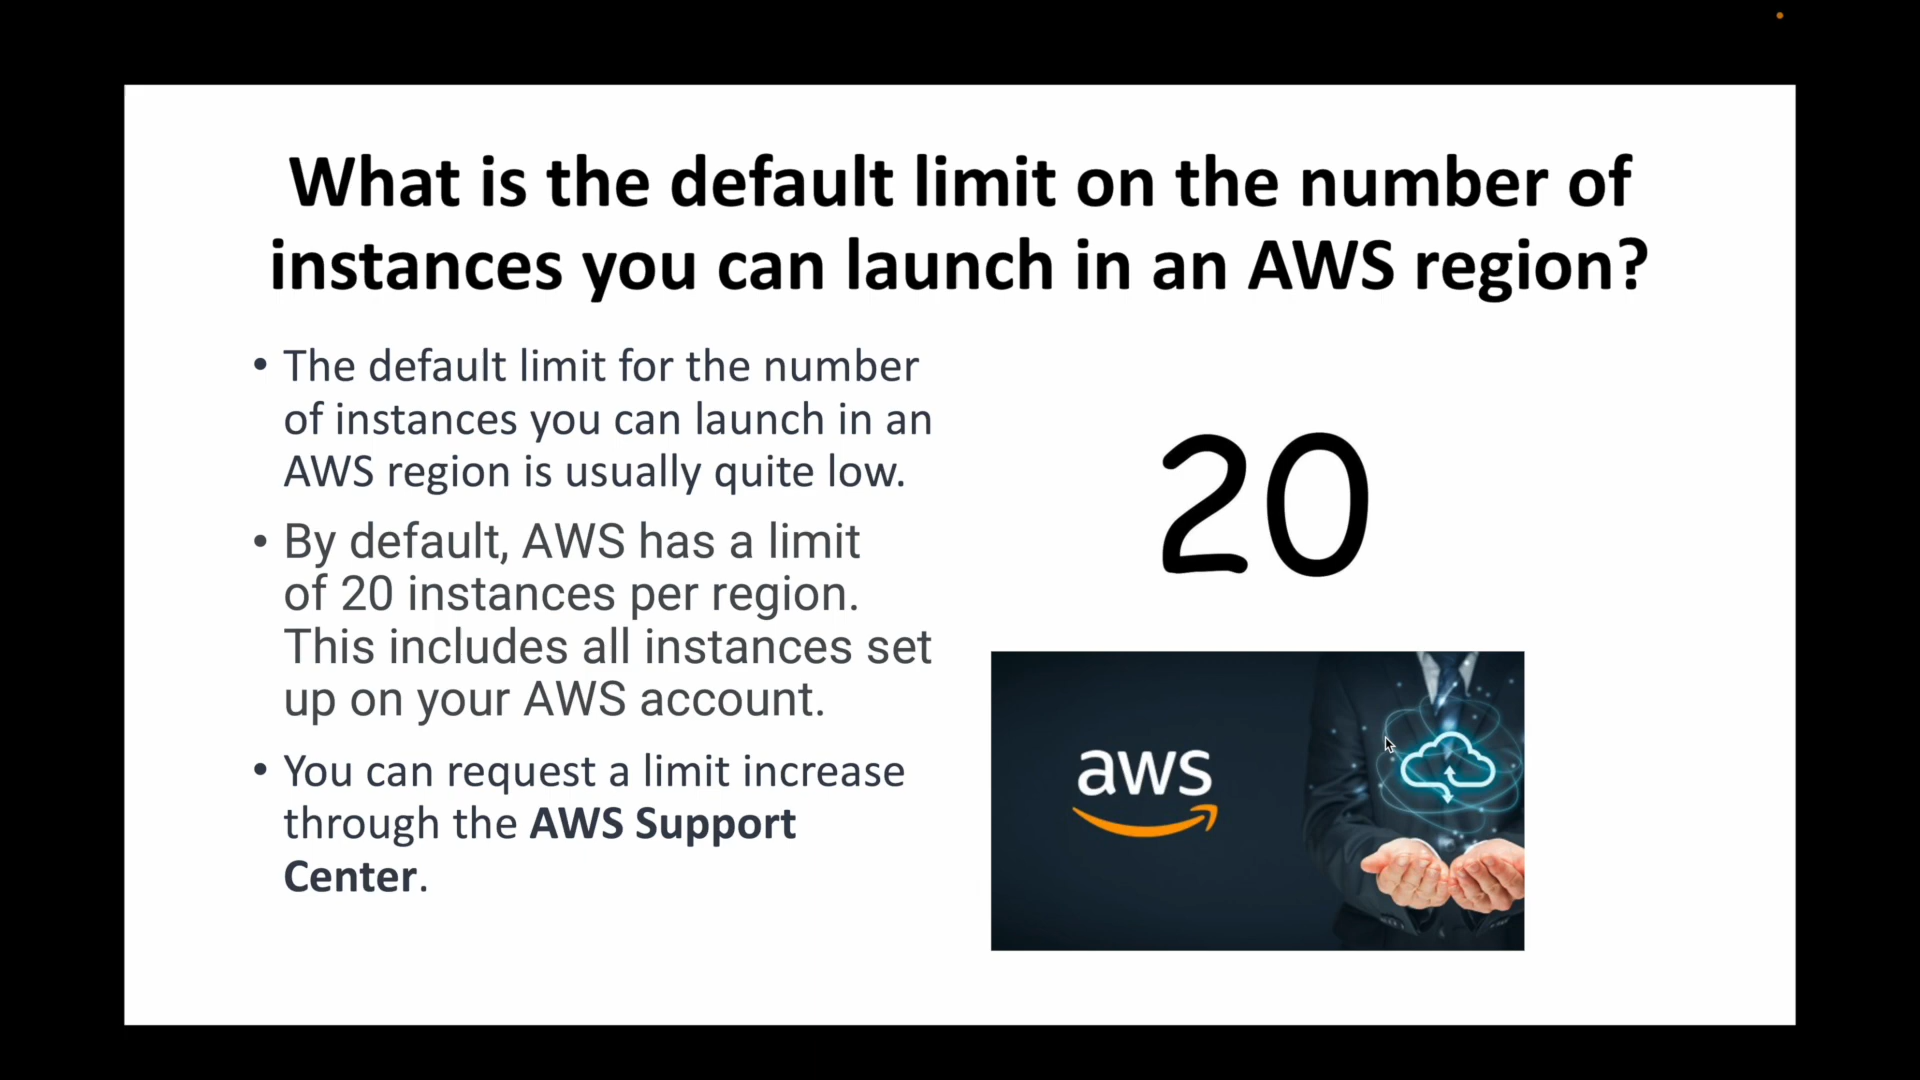 What is the default limit on the number of
instances you can launch in an AWS region?
• The default limit for the number
of instances you can launch in an
AWS region is usually quite low.
• By default, AWS has a limit
of 20 instances per region.
This includes all instances set
up on your AWS account.
• You can request a limit increase
through the AWS Support
Center.
20
aws